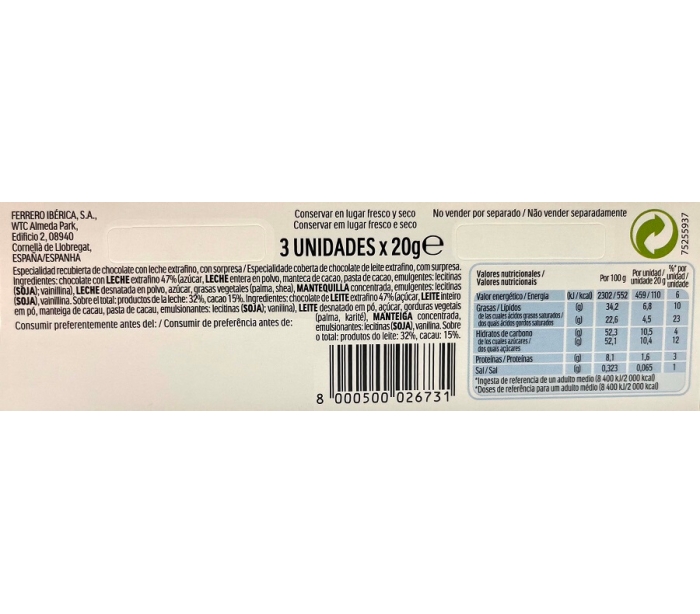 FERRERO IBÉRICA, S.A.,
WTC Almeda Park,
Edificio 2, 08940
Cornellà de Llobregat,
ESPAÑA/ESPANHA
Conservar en lugar fresco y seco
Conservar em lugar fresco e seco
No vender por separado / Não vender separadamente
3 UNIDADES x 20g℮
75255937
Especialidad recubierta de chocolate con leche extrafino, con sorpresa / Especialidade coberta de chocolate de leite extrafino, com surpresa.
Ingredientes: chocolate con LECHE extrafino 47% (azúcar, LECHE entera en polvo, manteca de cacao, pasta de cacao, emulgentes: lecitinas
(SOJA); vainillina), LECHE desnatada en polvo, azúcar, grasas vegetales (palma, shea), MANTEQUILLA concentrada, emulgentes: lecitinas
(SOJA), vainillina. Sobre el total: productos de la leche: 32%, cacao 15%. Ingredientes: chocolate de LEITE extrafino 47% (açúcar, LEITE inteiro
em pó, manteiga de cacau, pasta de cacau, emulsionantes: lecitinas (SOJA); vanilina), LEITE desnatado em pó, açúcar, gorduras vegetais
(palma, karité), MANTEIGA concentrada,
emulsionantes: lecitinas (SOJA), vanilina. Sobre
o total: produtos do leite: 32%, cacau: 15%.
Consumir preferentemente antes del: / Consumir de preferência antes de:
8 000500 026731
Valores nutricionales / Valores nutricionais Por 100 g Por unidad / unidade 20 g %* por unidad / unidade
Valor energético / Energia (kJ / kcal) 2302 / 552 459 / 110 6
Grasas / Lípidos (g) 34,2 6,8 10
de las cuales ácidos grasos saturados /
dos quais ácidos gordos saturados (g) 22,6 4,5 23
Hidratos de carbono (g) 52,3 10,5 4
de los cuales azúcares / (g) 52,1 10,4 12
dos quais açúcares
Proteínas / Proteínas (g) 8,1 1,6 3
Sal / Sal (g) 0,323 0,065 1
*Ingesta de referencia de un adulto medio (8 400 kJ/2 000 kcal)
*Doses de referência para um adulto médio (8 400 kJ/2 000 kcal)